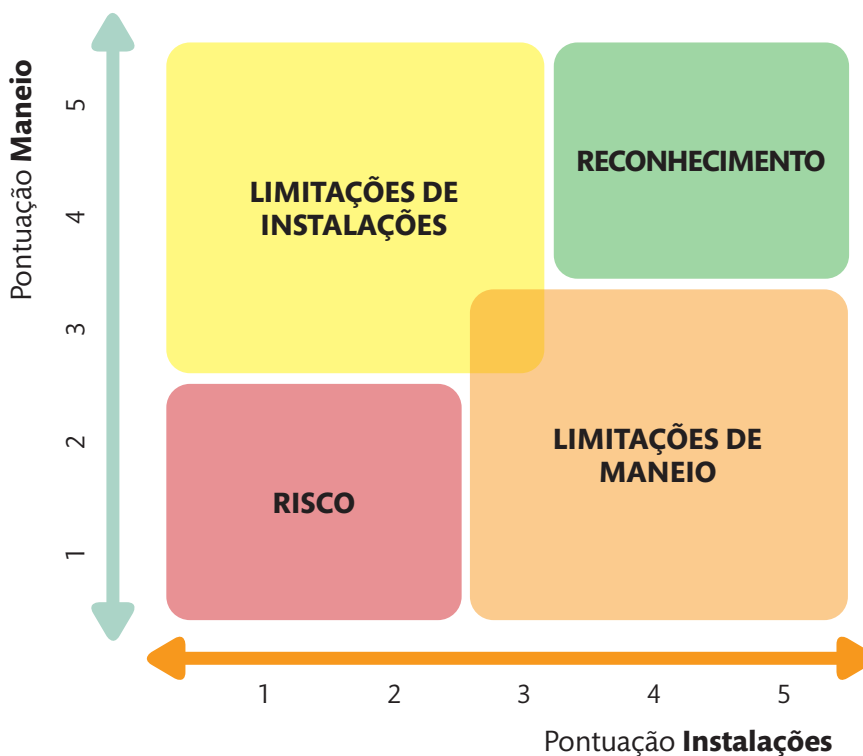 Pontuação Maneio
5
4
3
2
1
LIMITAÇÕES DE
INSTALAÇÕES
RECONHECIMENTO
RISCO
LIMITAÇÕES DE
MANEIO
1 2 3 4 5
Pontuação Instalações